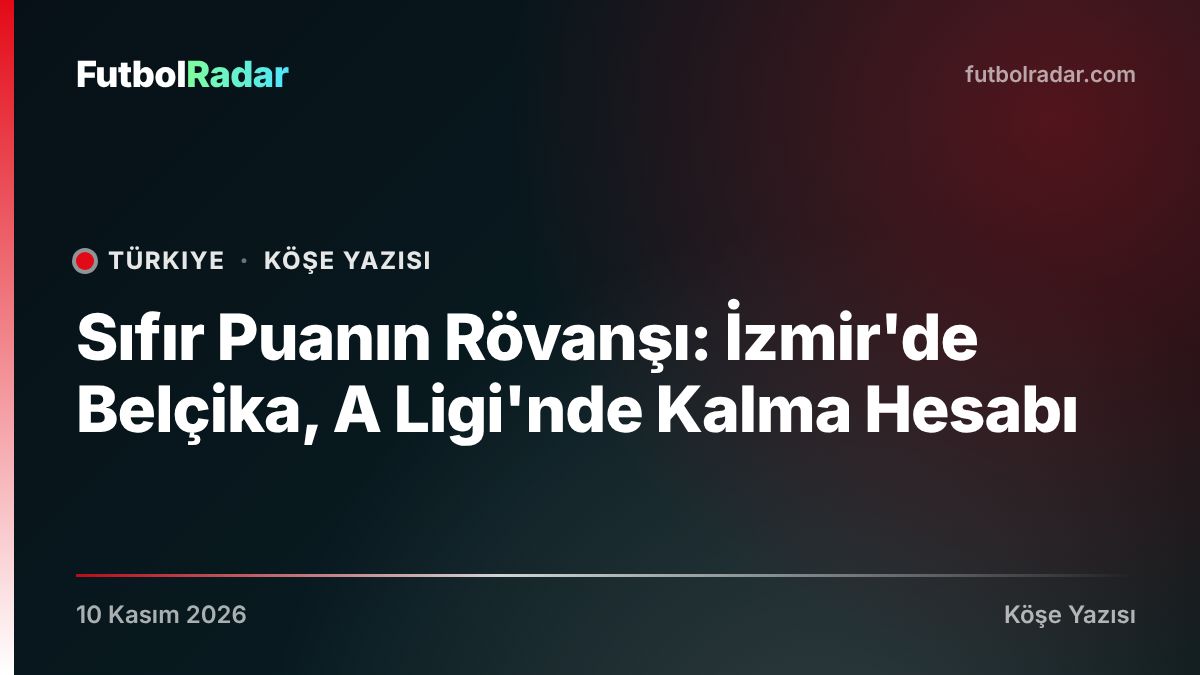 FutbolRadar
futbolradar.com
TÜRKIYE · KÖŞE YAZISI
Sıfır Puanın Rövanşı: İzmir'de
Belçika, A Ligi'nde Kalma Hesabı
10 Kasım 2026
Köşe Yazısı